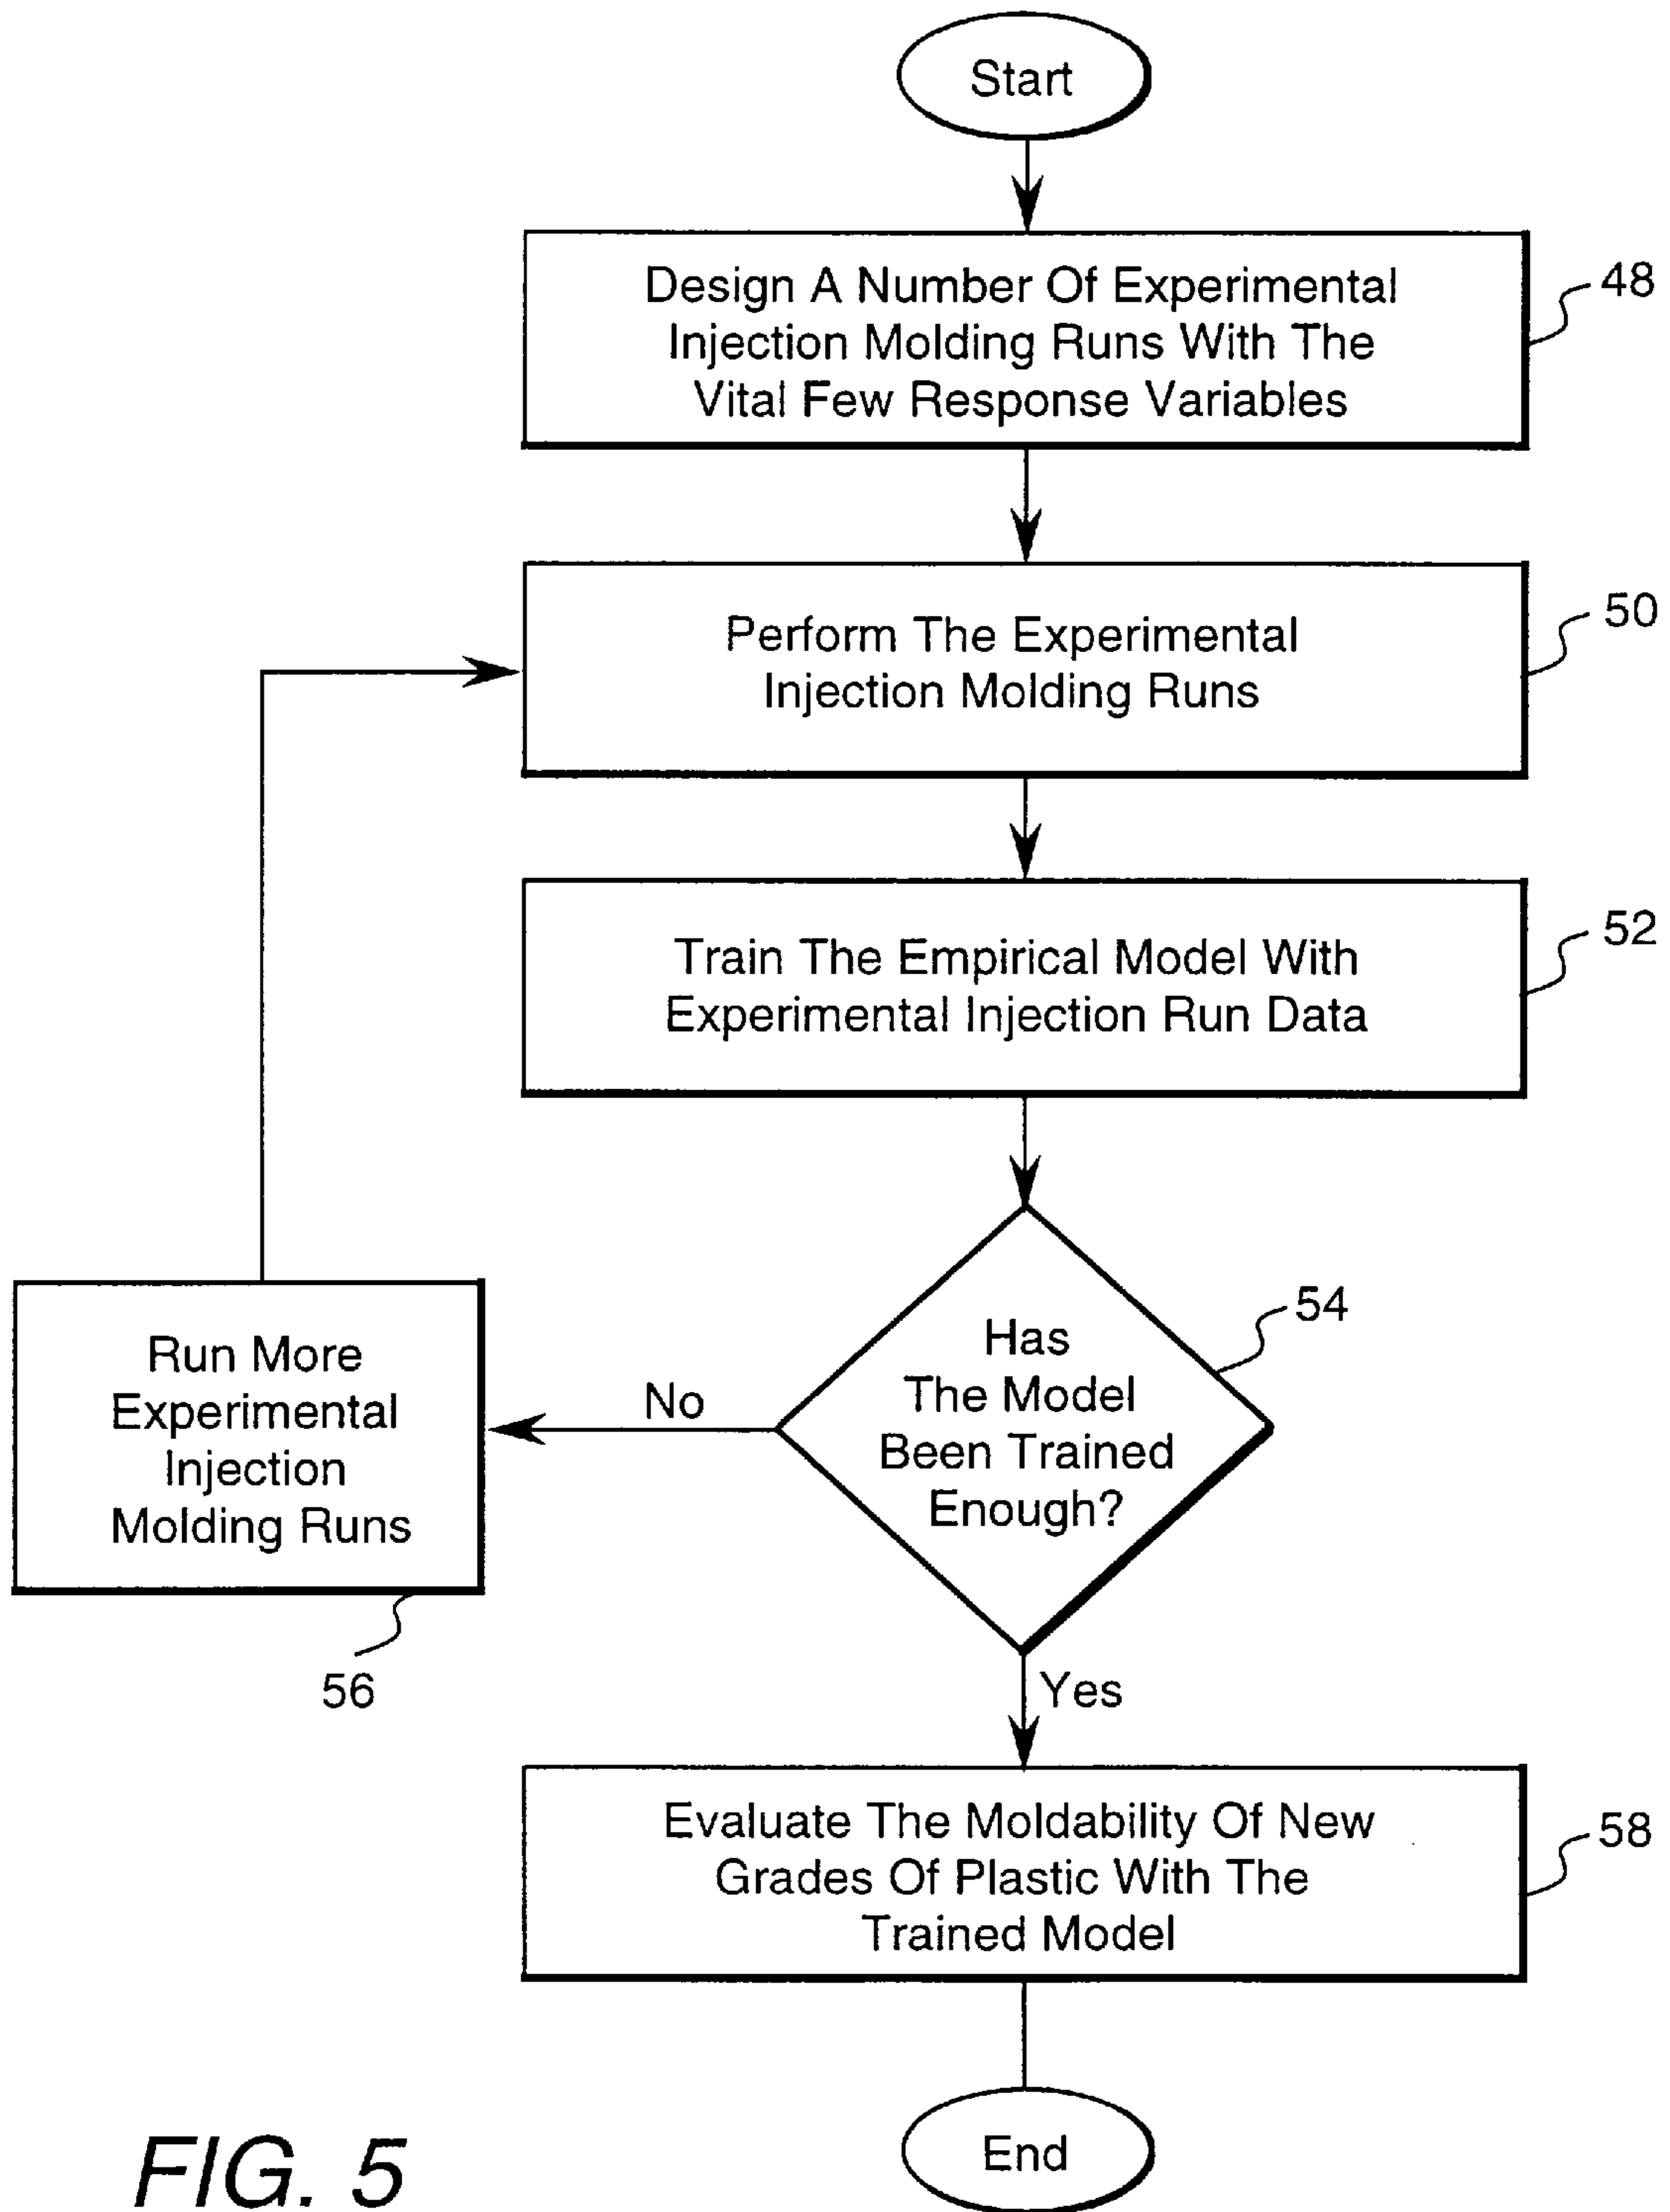 Start
Design A Number Of Experimental
Injection Molding Runs With The
Vital Few Response Variables
48
Perform The Experimental
Injection Molding Runs
50
Train The Empirical Model With
Experimental Injection Run Data
52
Has
The Model
Been Trained
Enough?
54
No
Run More
Experimental
Injection
Molding Runs
56
Yes
Evaluate The Moldability Of New
Grades Of Plastic With The
Trained Model
58
End
FIG. 5